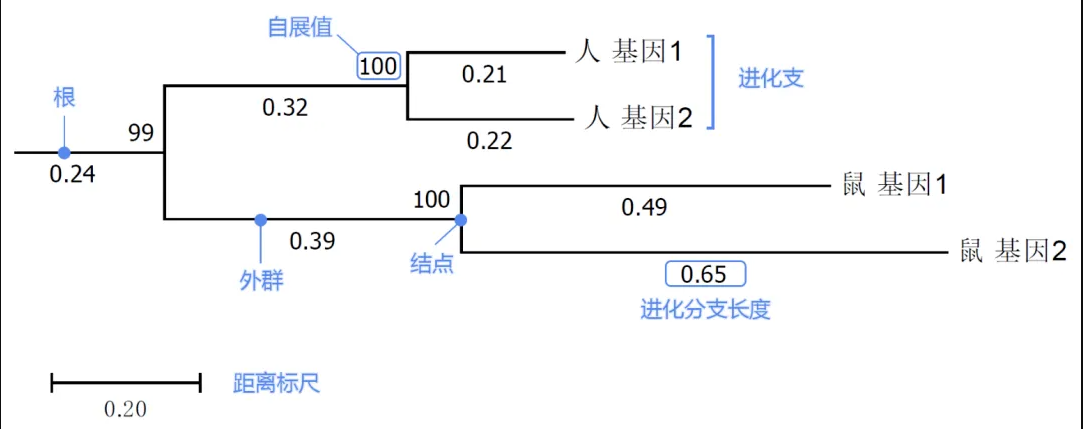 自展值
100
人 基因1
0.21
进化支
根
0.32
99
人 基因2
0.22
0.24
鼠 基因1
100
0.49
0.39
结点
鼠 基因2
外群
0.65
进化分支长度
距离标尺
0.20